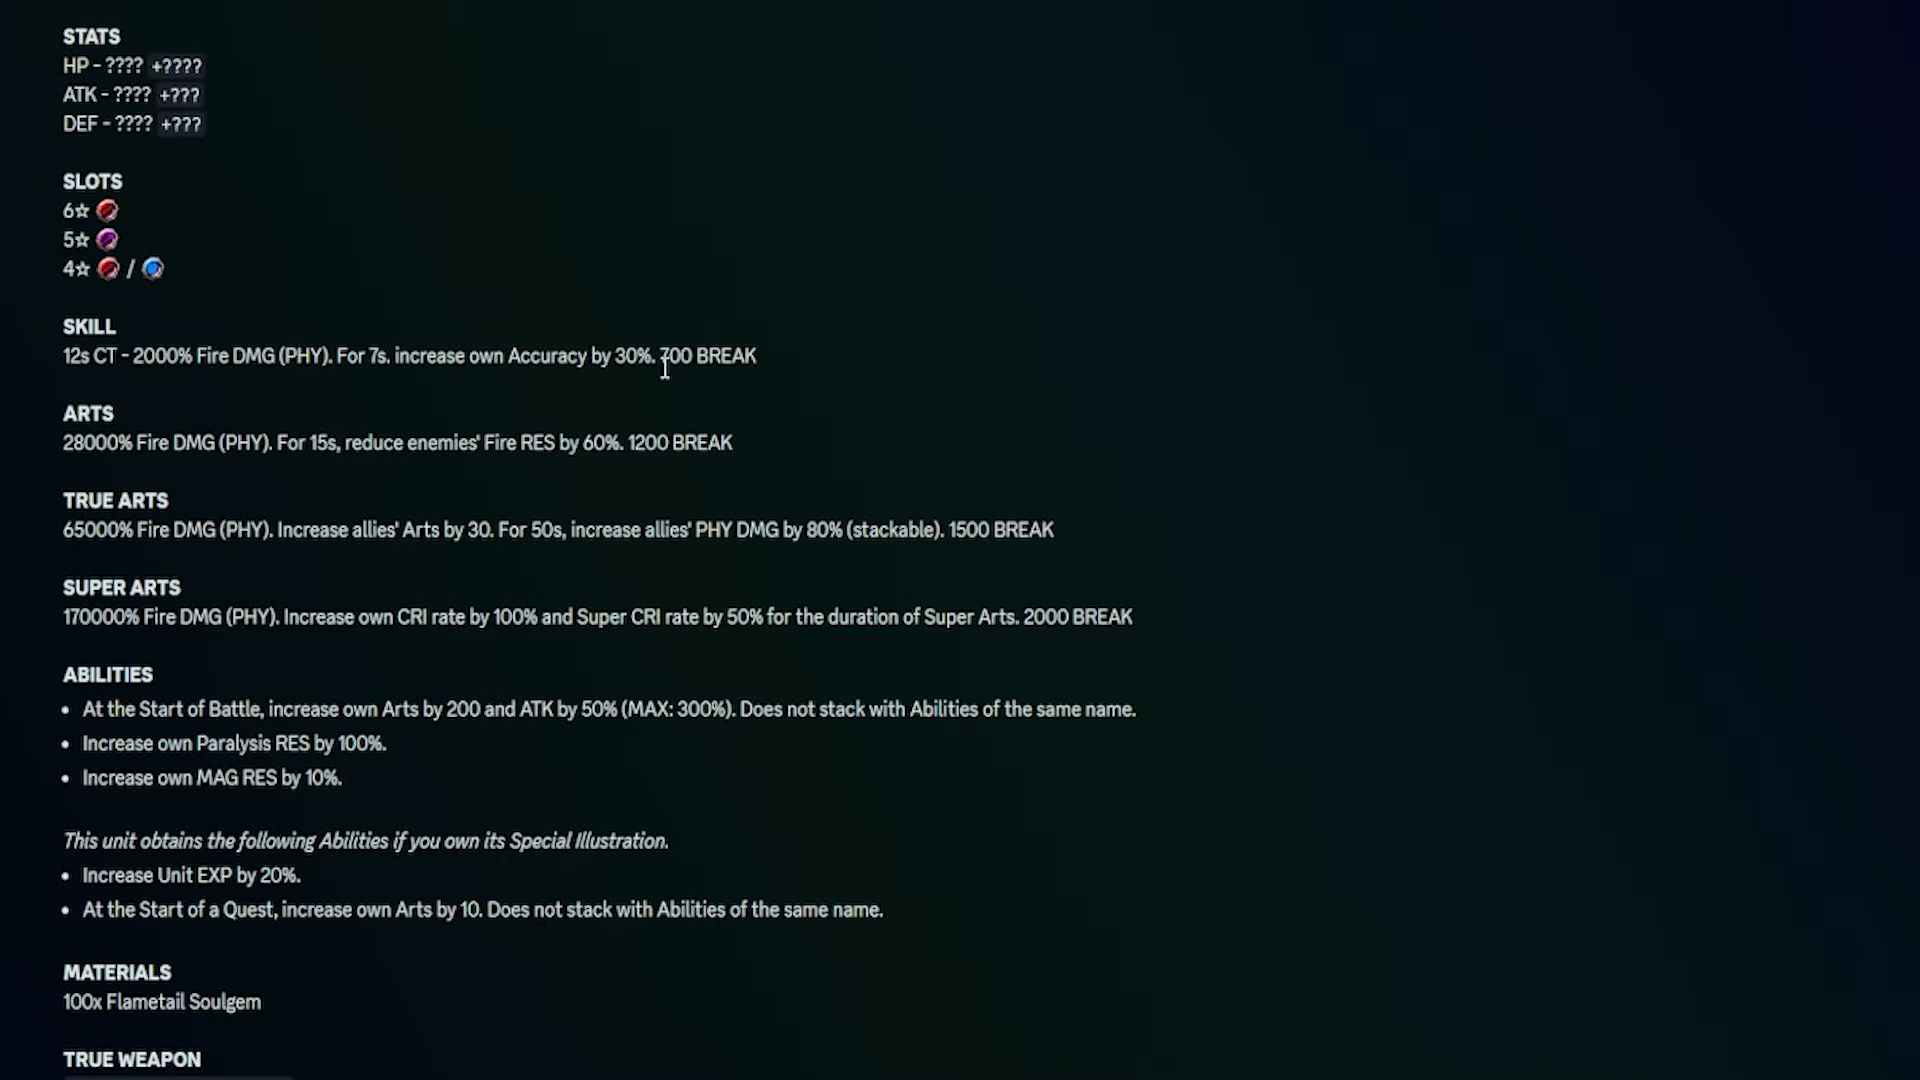 STATS
HP - ???? +????
ATK - ???? +???
DEF - ???? +???
SLOTS
6☆
5☆
4☆ /
SKILL
12s CT - 2000% Fire DMG (PHY). For 7s. increase own Accuracy by 30%. 700 BREAK
ARTS
28000% Fire DMG (PHY). For 15s, reduce enemies' Fire RES by 60%. 1200 BREAK
TRUE ARTS
65000% Fire DMG (PHY). Increase allies' Arts by 30. For 50s, increase allies' PHY DMG by 80% (stackable). 1500 BREAK
SUPER ARTS
170000% Fire DMG (PHY). Increase own CRI rate by 100% and Super CRI rate by 50% for the duration of Super Arts. 2000 BREAK
ABILITIES
• At the Start of Battle, increase own Arts by 200 and ATK by 50% (MAX: 300%). Does not stack with Abilities of the same name.
• Increase own Paralysis RES by 100%.
• Increase own MAG RES by 10%.
This unit obtains the following Abilities if you own its Special Illustration.
• Increase Unit EXP by 20%.
• At the Start of a Quest, increase own Arts by 10. Does not stack with Abilities of the same name.
MATERIALS
100x Flametail Soulgem
TRUE WEAPON